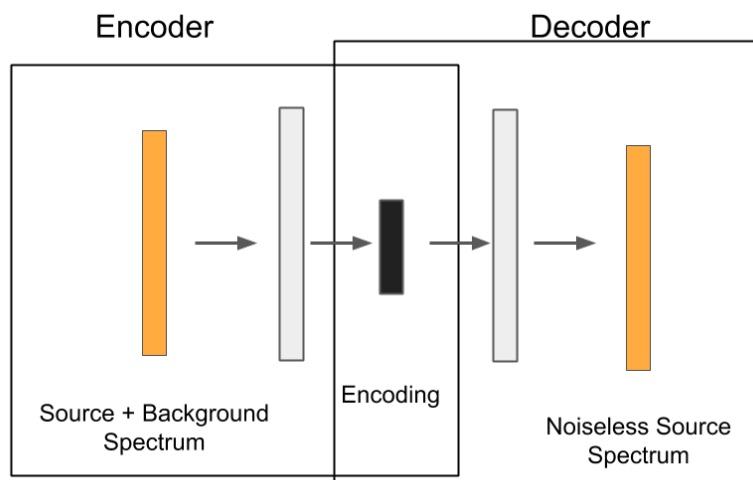 Encoder
Decoder
Encoding
Source + Background
Spectrum
Noiseless Source
Spectrum